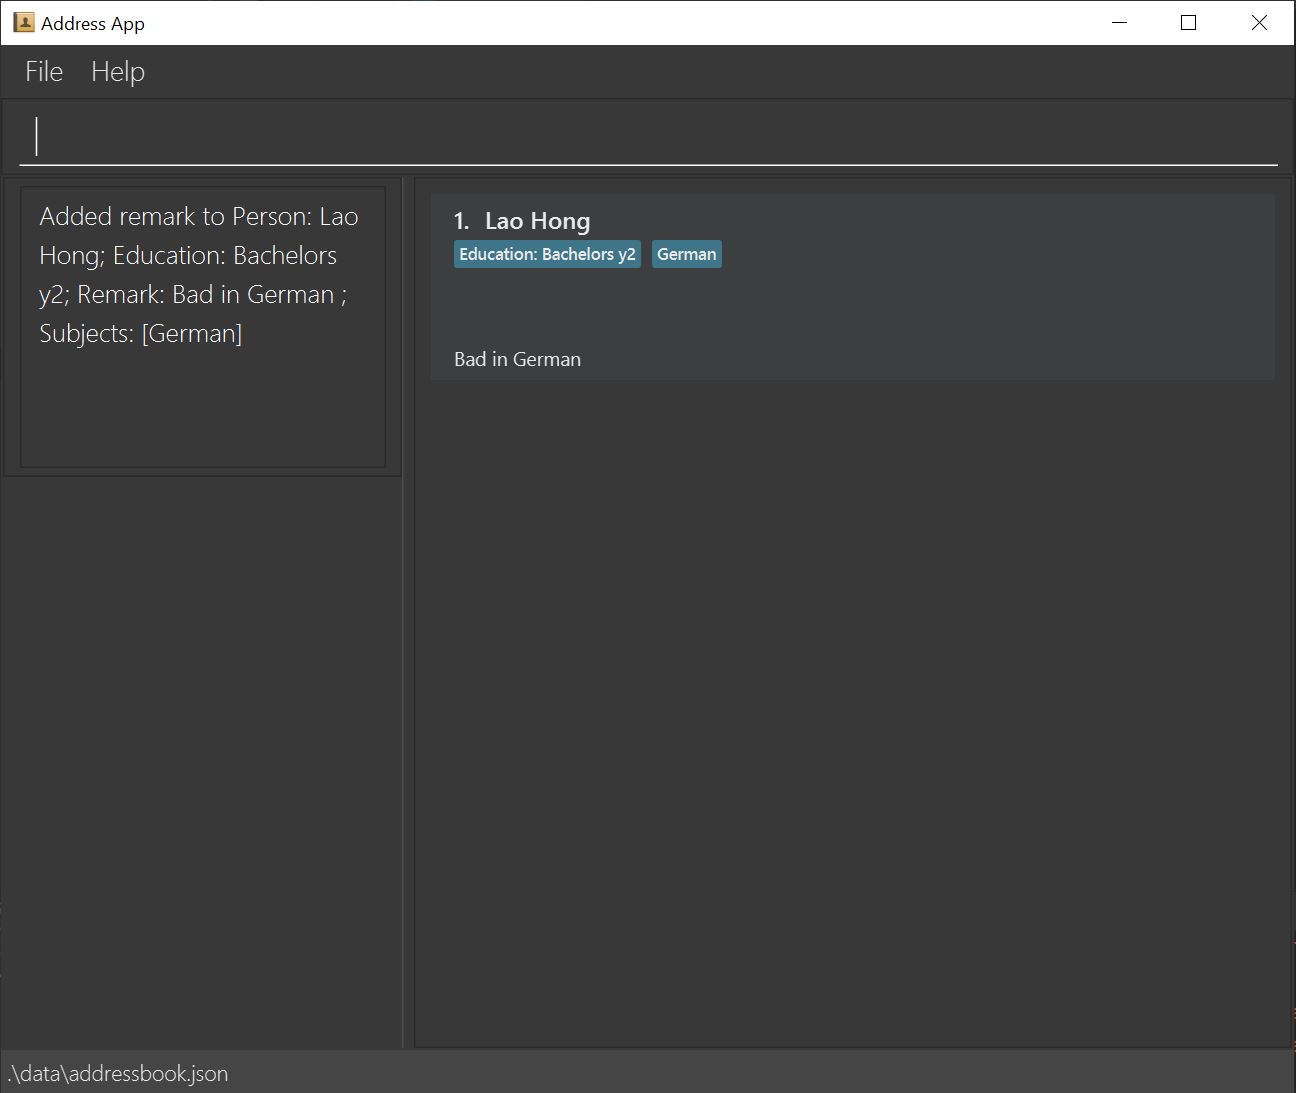 Address App
File Help
Added remark to Person: Lao
Hong; Education: Bachelors
y2; Remark: Bad in German ;
Subjects: [German]
1. Lao Hong
Education: Bachelors y2 German
Bad in German
.\data\addressbook.json